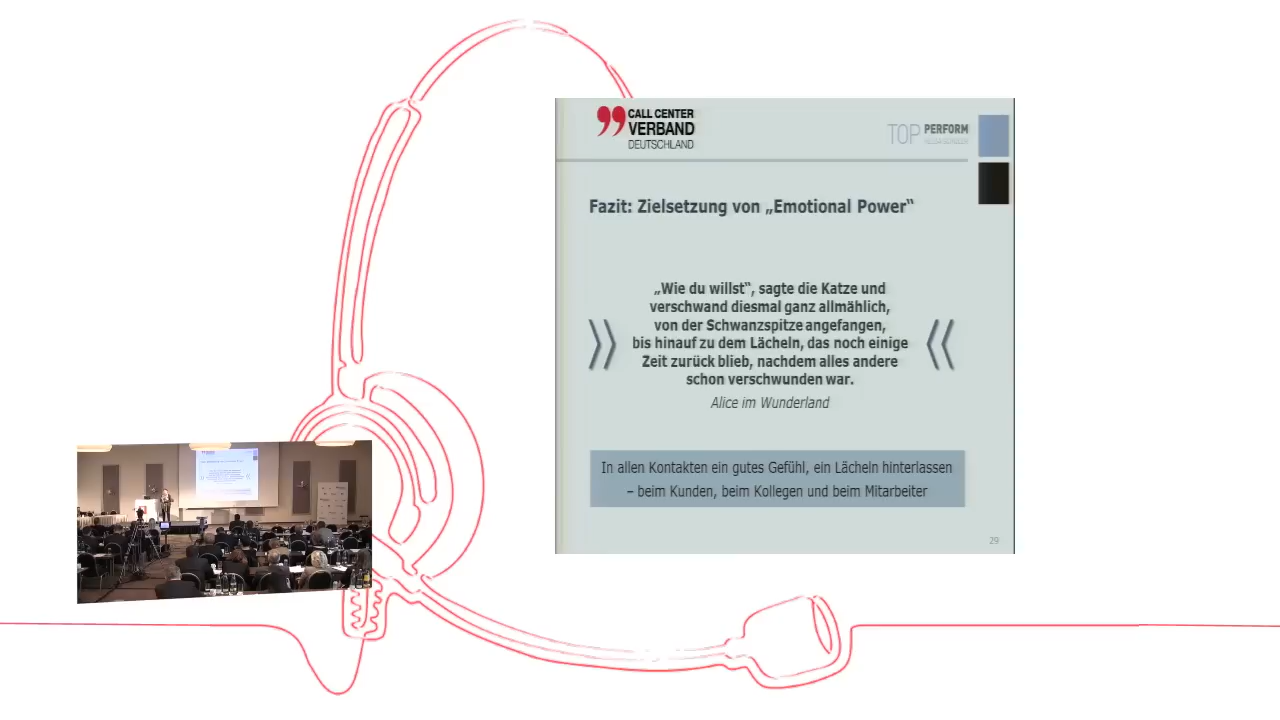 CALL CENTER
VERBAND
DEUTSCHLAND
TOP PERFORM
Fazit: Zielsetzung von „Emotional Power“
„Wie du willst“, sagte die Katze und
verschwand diesmal ganz allmählich,
von der Schwanzspitze angefangen,
bis hinauf zu dem Lächeln, das noch einige
Zeit zurück blieb, nachdem alles andere
schon verschwunden war.
Alice im Wunderland
In allen Kontakten ein gutes Gefühl, ein Lächeln hinterlassen
– beim Kunden, beim Kollegen und beim Mitarbeiter
29